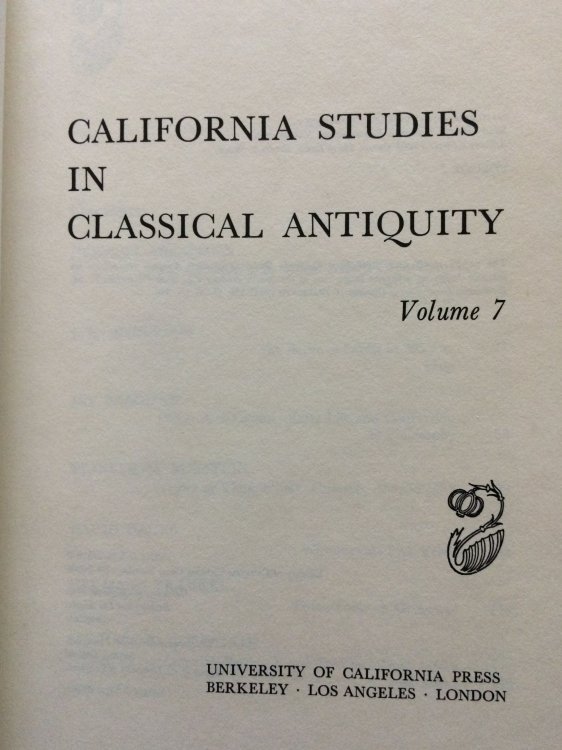 CALIFORNIA STUDIES
IN
CLASSICAL ANTIQUITY
Volume 7
UNIVERSITY OF CALIFORNIA PRESS
BERKELEY · LOS ANGELES · LONDON